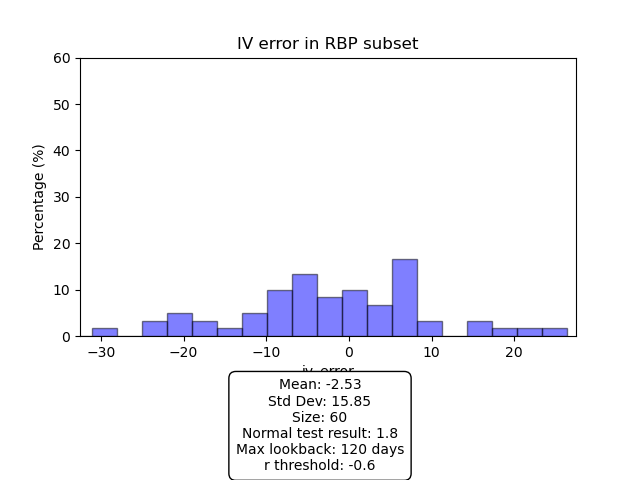 IV error in RBP subset
Percentage (%)
60
50
40
30
20
10
0
−30
−20
−10
0
10
20
iv_error
Mean: -2.53
Std Dev: 15.85
Size: 60
Normal test result: 1.8
Max lookback: 120 days
r threshold: -0.6